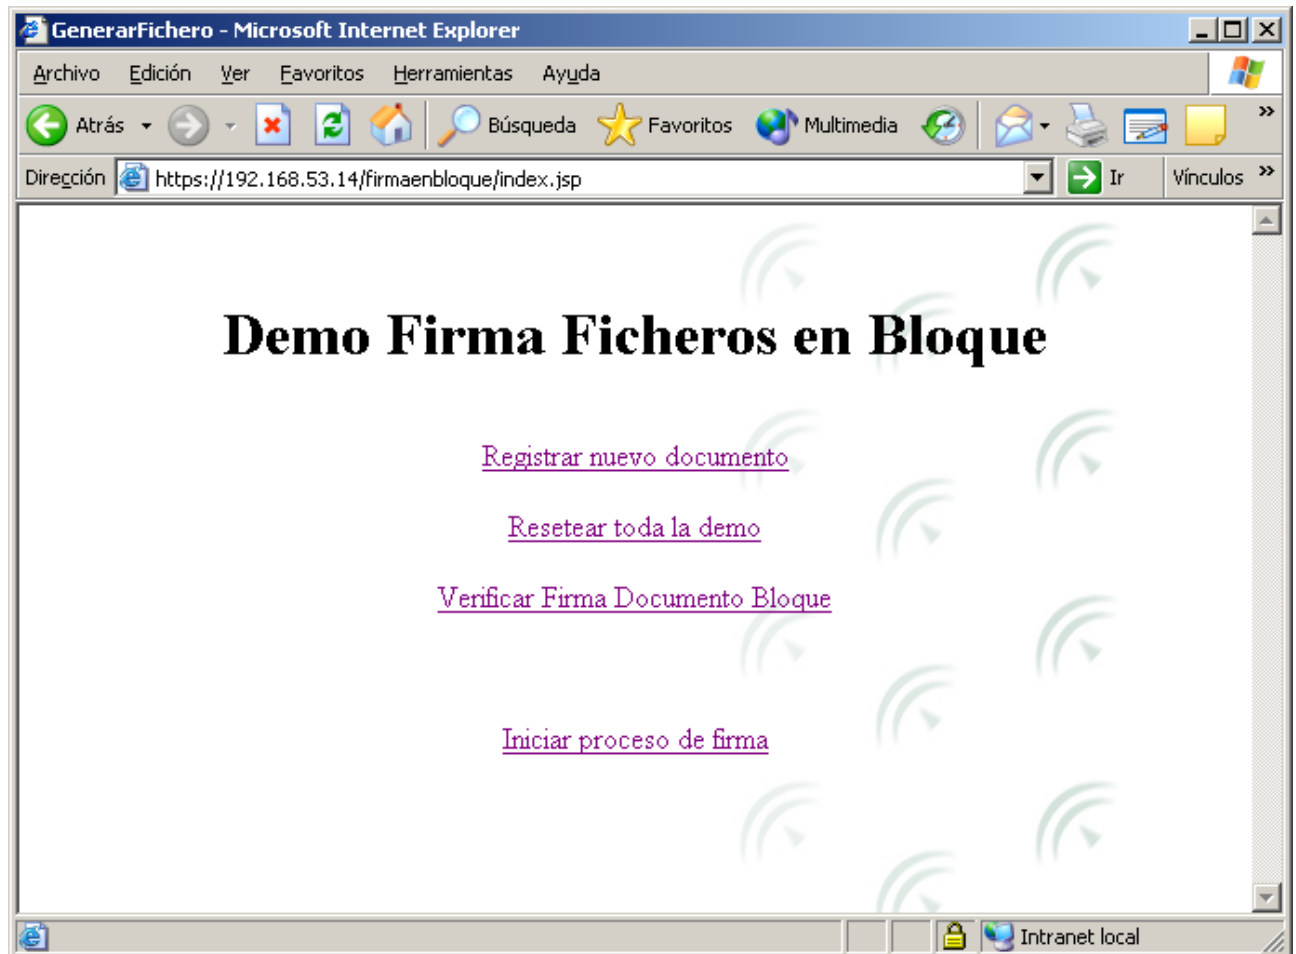 GenerarFichero - Microsoft Internet Explorer
Archivo Edición Ver Favoritos Herramientas Ayuda
Atrás Búsqueda Favoritos Multimedia »
Dirección https://192.168.53.14/firmaenbloque/index.jsp Ir Vínculos »
Demo Firma Ficheros en Bloque
Registrar nuevo documento
Resetear toda la demo
Verificar Firma Documento Bloque
Iniciar proceso de firma
Intranet local